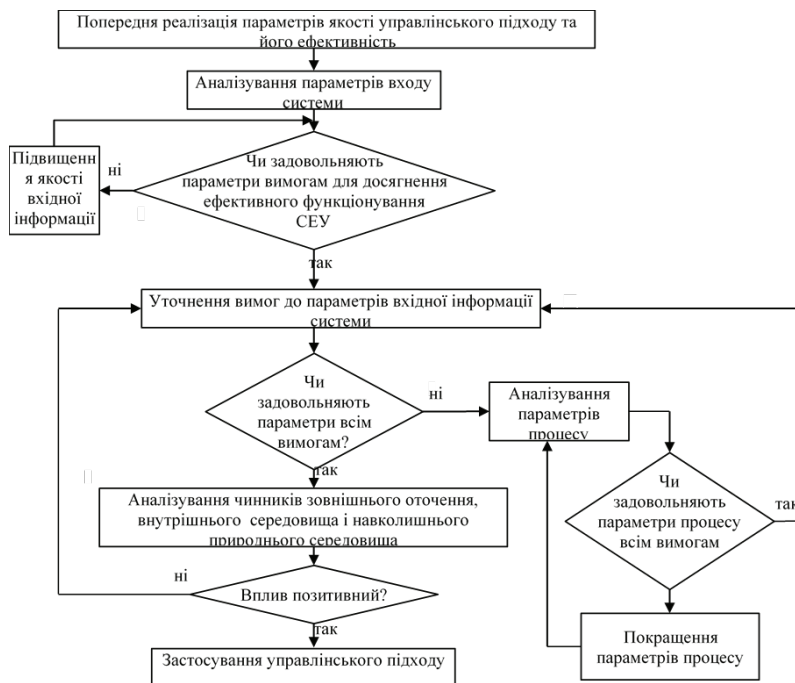 Попередня реалізація параметрів якості управлінського підходу та
його ефективність
Аналізування параметрів входу
системи
Підвищенн
я якості
вхідної
інформації
ні
Чи задовольняють
параметри вимогам для досягнення
ефективного функціонування
СЕУ
так
Уточнення вимог до параметрів вхідної інформації
системи
Чи
задовольняють
параметри всім
вимогам?
ні
Аналізування
параметрів
процесу
так
Чи
задовольняють
параметри процесу
всім вимогам
так
Аналізування чинників зовнішнього оточення,
внутрішнього середовища і навколишнього
природнього середовища
ні
Вплив позитивний?
так
Покращення
параметрів процесу
Застосування управлінського підходу